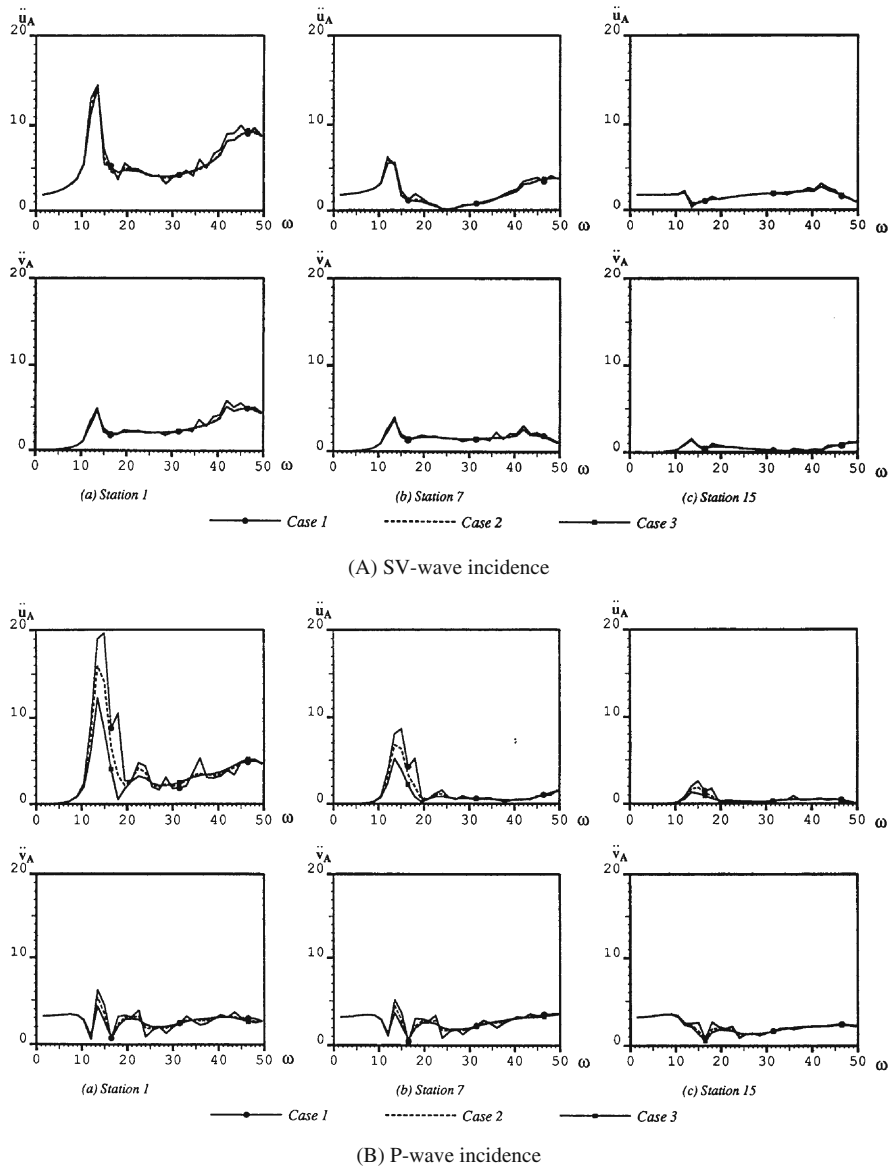 ü_A ü_A ü_A
20 20 20
10 10 10
0 0 0
0 10 20 30 40 50 ω 0 10 20 30 40 50 ω 0 10 20 30 40 50 ω
v̈_A v̈_A v̈_A
20 20 20
10 10 10
0 0 0
0 10 20 30 40 50 ω 0 10 20 30 40 50 ω 0 10 20 30 40 50 ω
(a) Station 1 (b) Station 7 (c) Station 15
Case 1 Case 2 Case 3
(A) SV-wave incidence
ü_A ü_A ü_A
20 20 20
10 10 10
0 0 0
0 10 20 30 40 50 ω 0 10 20 30 40 50 ω 0 10 20 30 40 50 ω
v̈_A v̈_A v̈_A
20 20 20
10 10 10
0 0 0
0 10 20 30 40 50 ω 0 10 20 30 40 50 ω 0 10 20 30 40 50 ω
(a) Station 1 (b) Station 7 (c) Station 15
Case 1 Case 2 Case 3
(B) P-wave incidence